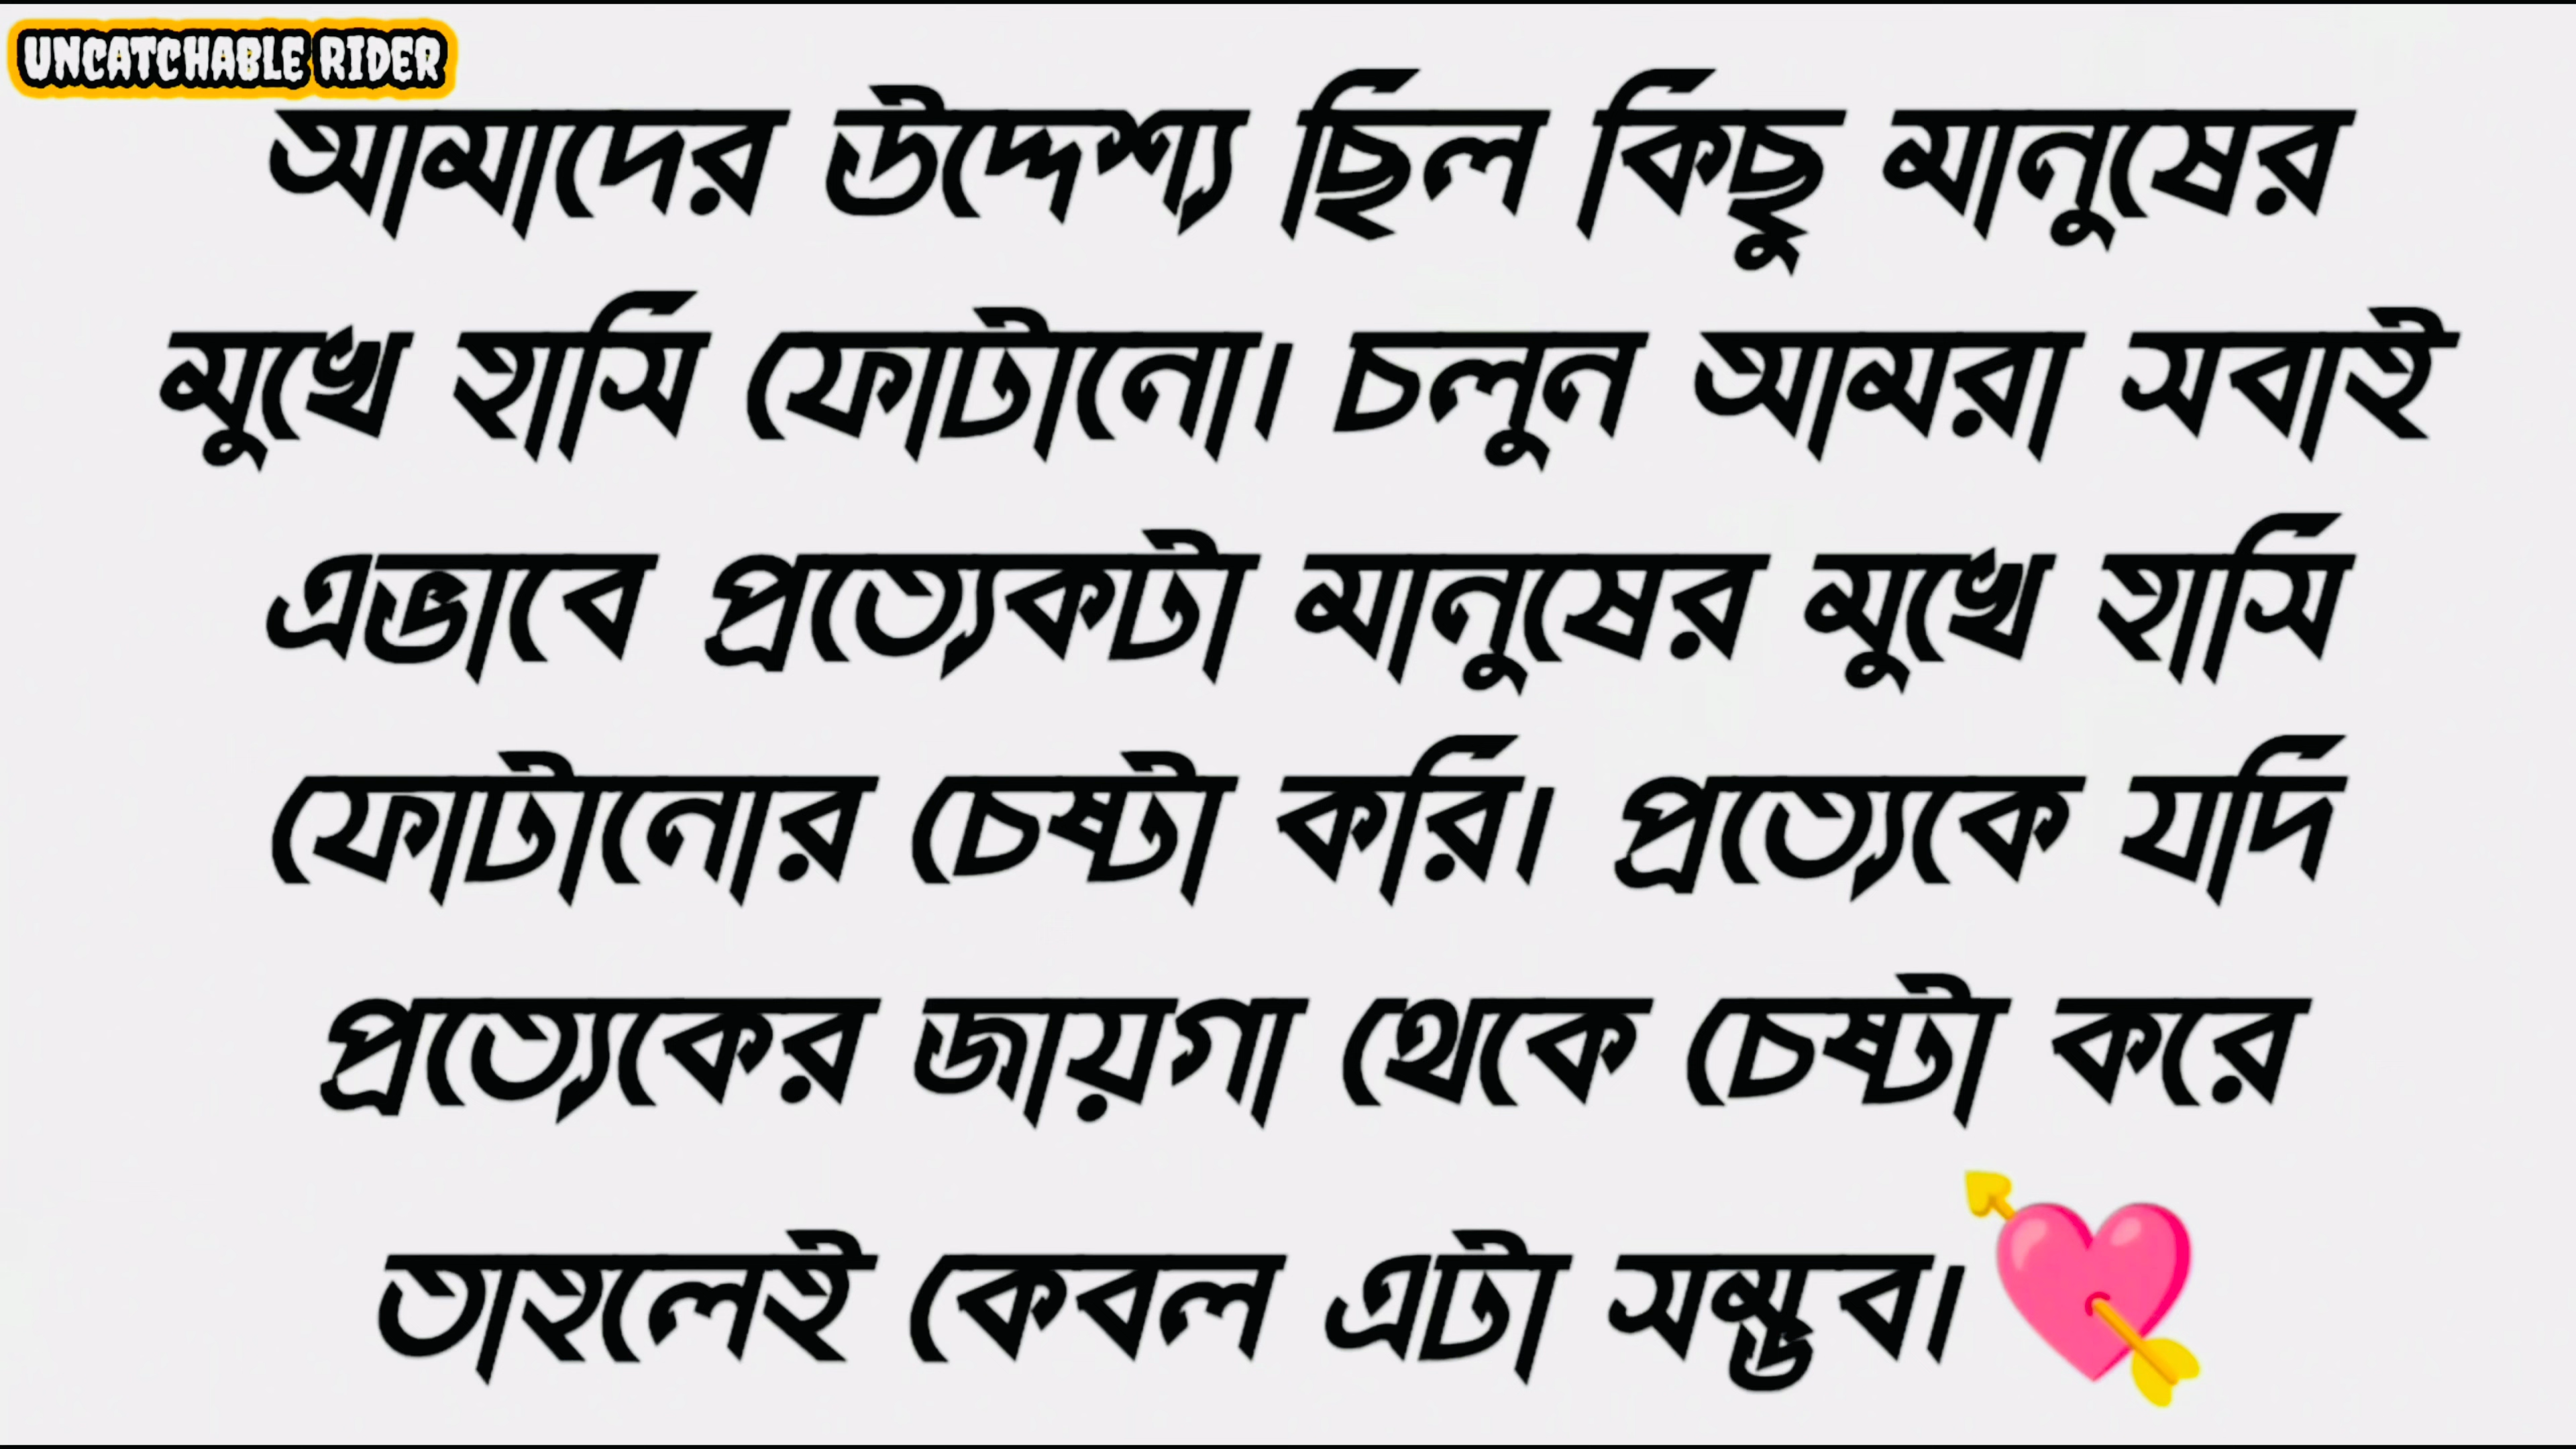 UNCATCHABLE RIDER
আমাদের উদ্দেশ্য ছিল কিছু মানুষের
মুখে হাসি ফোটানো। চলুন আমরা সবাই
এভাবে প্রত্যেকটা মানুষের মুখে হাসি
ফোটানোর চেষ্টা করি। প্রত্যেকে যদি
প্রত্যেকের জায়গা থেকে চেষ্টা করে
তাহলেই কেবল এটা সম্ভব।💘